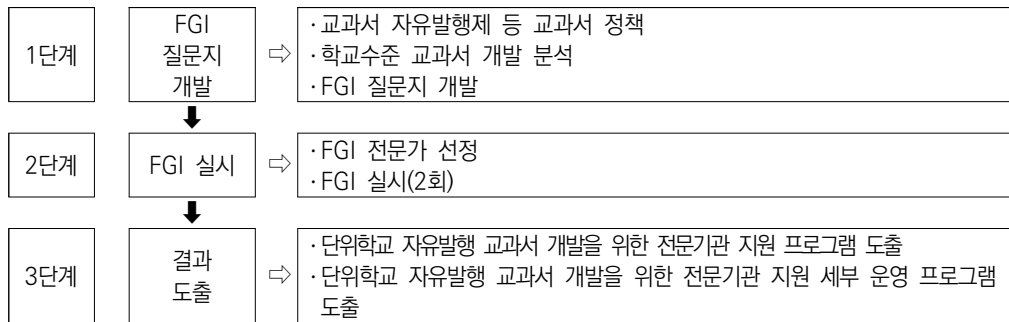 1단계
FGI
질문지
개발
⇨
·교과서 자유발행제 등 교과서 정책
·학교수준 교과서 개발 분석
·FGI 질문지 개발
2단계
FGI 실시
⇨
·FGI 전문가 선정
·FGI 실시(2회)
3단계
결과
도출
⇨
·단위학교 자유발행 교과서 개발을 위한 전문기관 지원 프로그램 도출
·단위학교 자유발행 교과서 개발을 위한 전문기관 지원 세부 운영 프로그램
도출